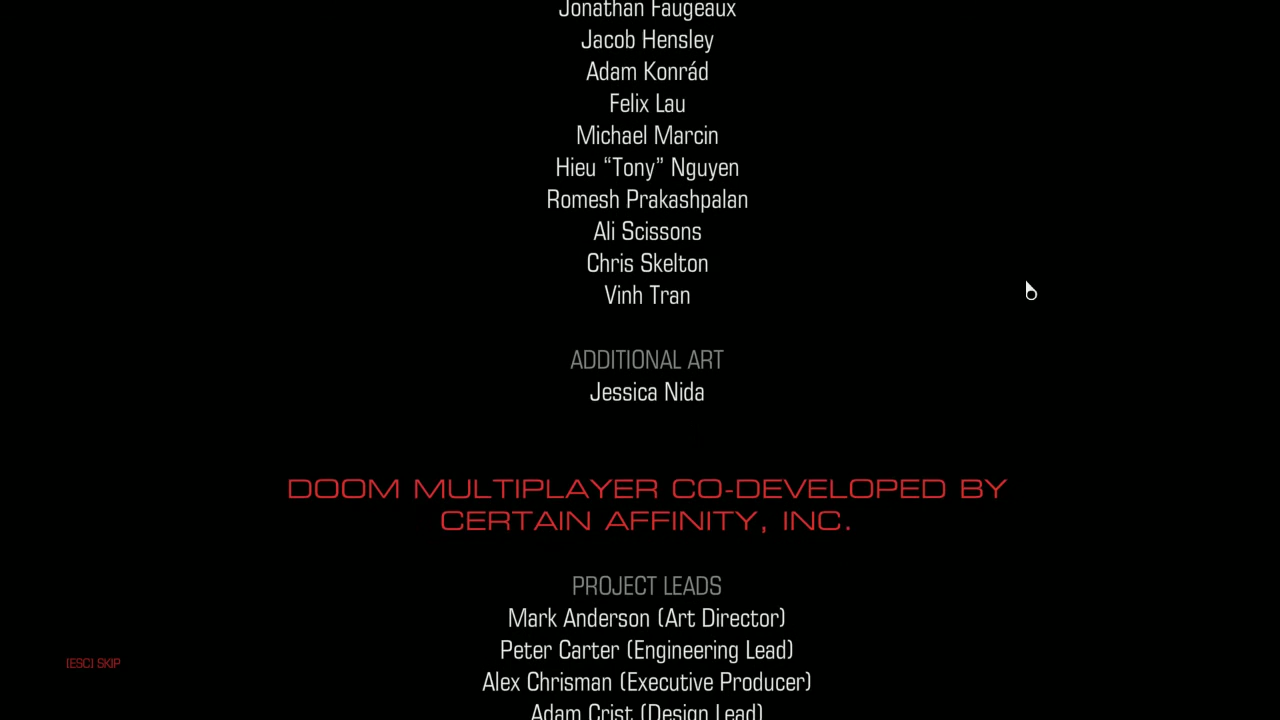 Jonathan Faugeaux
Jacob Hensley
Adam Konrád
Felix Lau
Michael Marcin
Hieu “Tony” Nguyen
Romesh Prakashpalan
Ali Scissons
Chris Skelton
Vinh Tran
ADDITIONAL ART
Jessica Nida
DOOM MULTIPLAYER CO-DEVELOPED BY
CERTAIN AFFINITY, INC.
PROJECT LEADS
Mark Anderson (Art Director)
Peter Carter (Engineering Lead)
[ESC] SKIP
Alex Chrisman (Executive Producer)
Adam Crist (Design Lead)